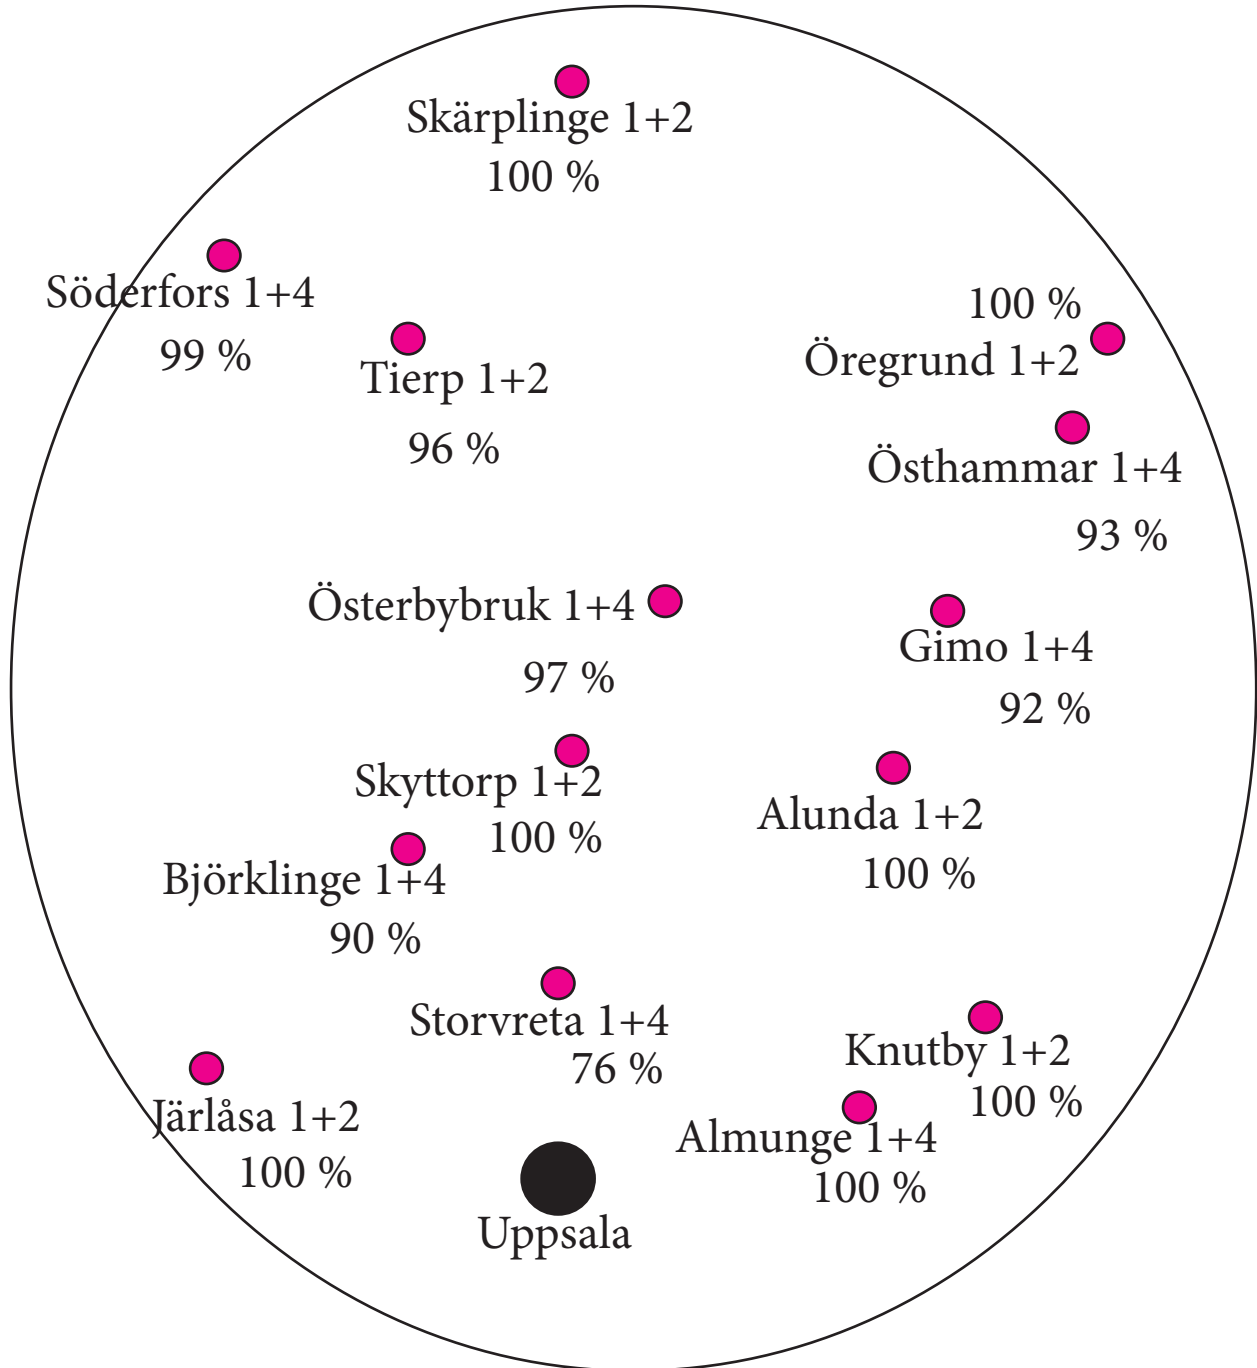 Skärplinge 1+2
100 %
Söderfors 1+4
99 %
Tierp 1+2
96 %
100 %
Öregrund 1+2
Östhammar 1+4
93 %
Österbybruk 1+4
97 %
Gimo 1+4
92 %
Skyttorp 1+2
100 %
Alunda 1+2
100 %
Björklinge 1+4
90 %
Storvreta 1+4
76 %
Knutby 1+2
100 %
Järlåsa 1+2
100 %
Almunge 1+4
100 %
Uppsala